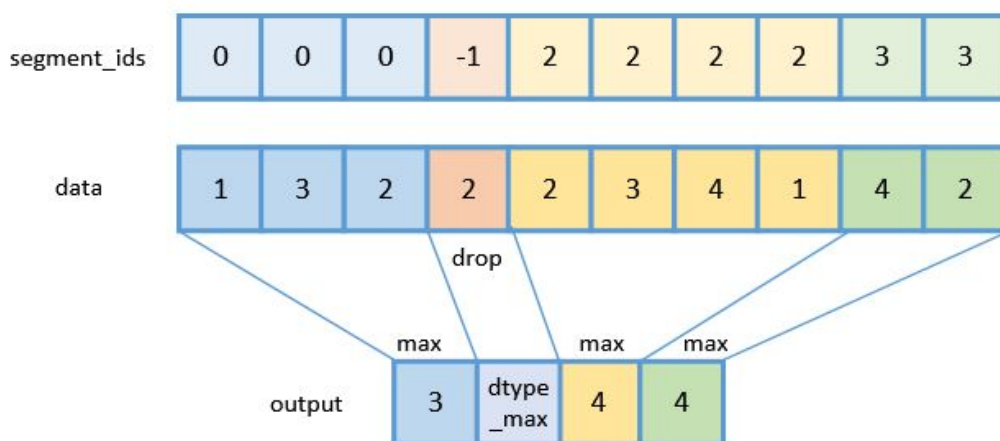 segment_ids 0 0 0 -1 2 2 2 2 3 3
data 1 3 2 2 2 3 4 1 4 2
drop
max max max
output 3 dtype _max 4 4